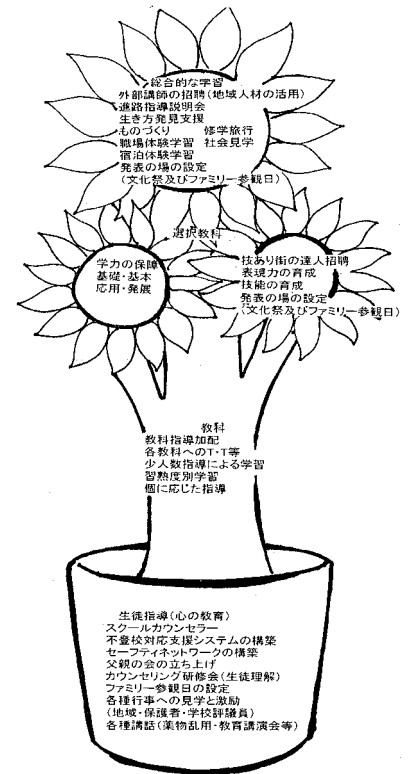 総合的な学習
外部講師の招聘(地域人材の活用)
進路指導説明会
生き方発見支援
ものづくり　　修学旅行
職場体験学習　社会見学
宿泊体験学習
発表の場の設定
(文化祭及びファミリー参観日)
選択教科
学力の保障
基礎・基本
応用・発展
技あり街の達人招聘
表現力の育成
技能の育成
発表の場の設定
(文化祭及びファミリー参観日)
教科
教科指導加配
各教科へのT・T等
少人数指導による学習
習熟度別学習
個に応じた指導
生徒指導(心の教育)
スクールカウンセラー
不登校対応支援システムの構築
セーフティネットワークの構築
父親の会の立ち上げ
カウンセリング研修会(生徒理解)
ファミリー参観日の設定
各種行事への見学と激励
(地域・保護者・学校評議員)
各種講話(薬物乱用・教育講演会等)